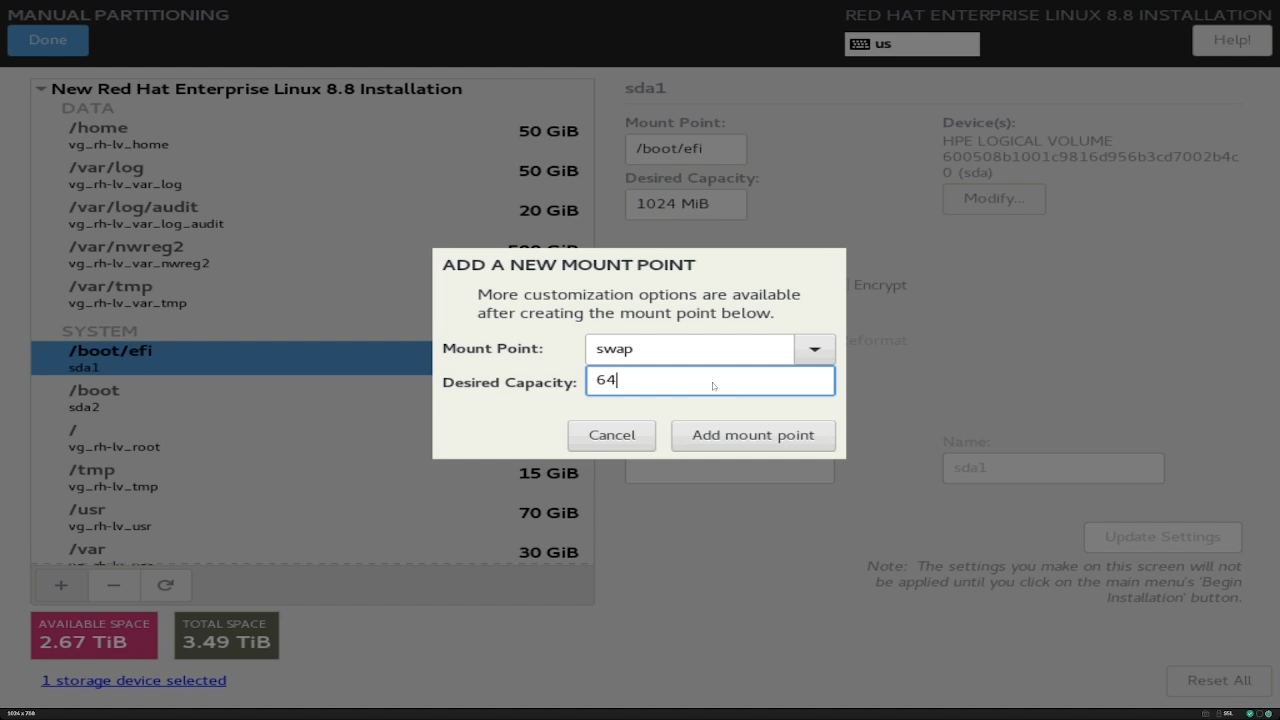 MANUAL PARTITIONING
RED HAT ENTERPRISE LINUX 8.8 INSTALLATION
Done
us
Help!
New Red Hat Enterprise Linux 8.8 Installation
DATA
/home
vg_rh-lv_home
50 GiB
/var/log
vg_rh-lv_var_log
50 GiB
/var/log/audit
vg_rh-lv_var_log_audit
20 GiB
/var/nwreg2
vg_rh-lv_var_nwreg2
/var/tmp
vg_rh-lv_var_tmp
SYSTEM
/boot/efi
sda1
/boot
sda2
/
vg_rh-lv_root
/tmp
vg_rh-lv_tmp
15 GiB
/usr
vg_rh-lv_usr
70 GiB
/var
30 GiB
AVAILABLE SPACE
2.67 TiB
TOTAL SPACE
3.49 TiB
1 storage device selected
sda1
Mount Point:
/boot/efi
Desired Capacity:
1024 MiB
Device(s):
HPE LOGICAL VOLUME
600508b1001c9816d956b3cd7002b4c
0 (sda)
Modify...
Encrypt
ADD A NEW MOUNT POINT
More customization options are available
after creating the mount point below.
Mount Point:
swap
Desired Capacity:
64
Cancel
Add mount point
Name:
sda1
Update Settings
Note: The settings you make on this screen will not
be applied until you click on the main menu's 'Begin
Installation' button.
Reset All
1024 x 768
SSL